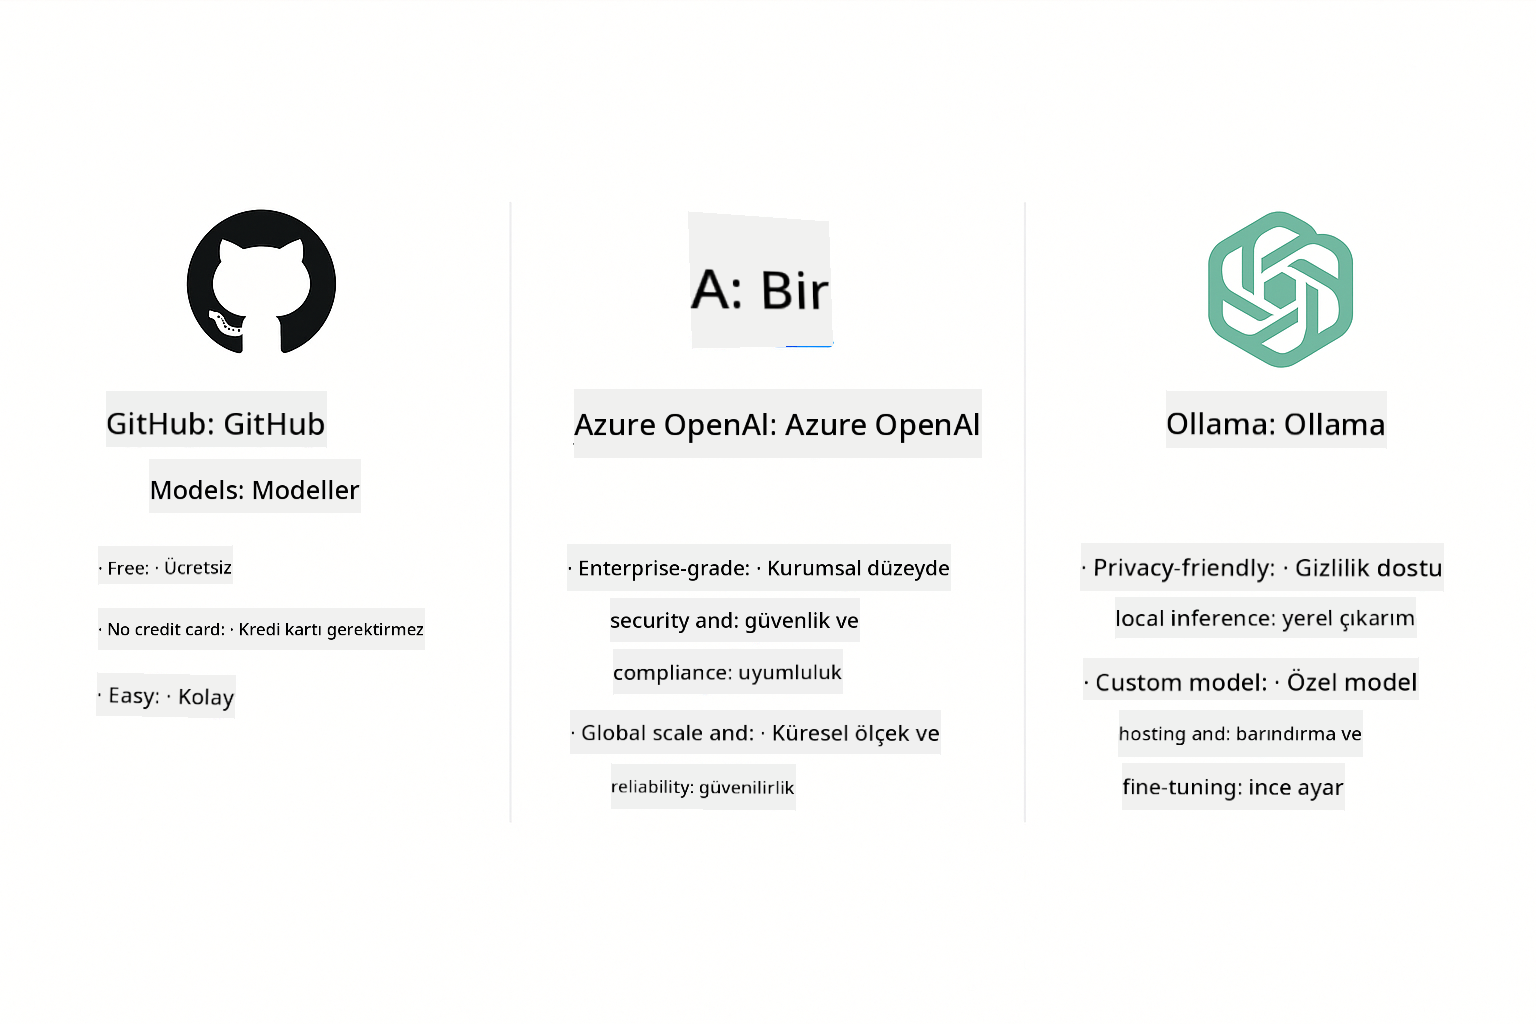 GitHub: GitHub
Models: Modeller
· Free: · Ücretsiz
· No credit card: · Kredi kartı gerektirmez
· Easy: · Kolay
A: Bir
Azure OpenAl: Azure OpenAl
· Enterprise-grade: · Kurumsal düzeyde
security and: güvenlik ve
compliance: uyumluluk
· Global scale and: · Küresel ölçek ve
reliability: güvenilirlik
Ollama: Ollama
· Privacy-friendly: · Gizlilik dostu
local inference: yerel çıkarım
· Custom model: · Özel model
hosting and: barındırma ve
fine-tuning: ince ayar